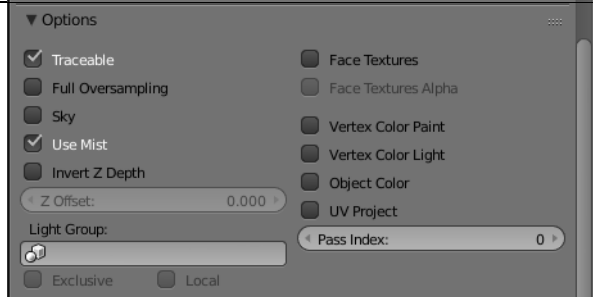 Options
Traceable
Full Oversampling
Sky
Use Mist
Invert Z Depth
Z Offset: 0.000
Light Group:
Exclusive Local
Face Textures
Face Textures Alpha
Vertex Color Paint
Vertex Color Light
Object Color
UV Project
Pass Index: 0